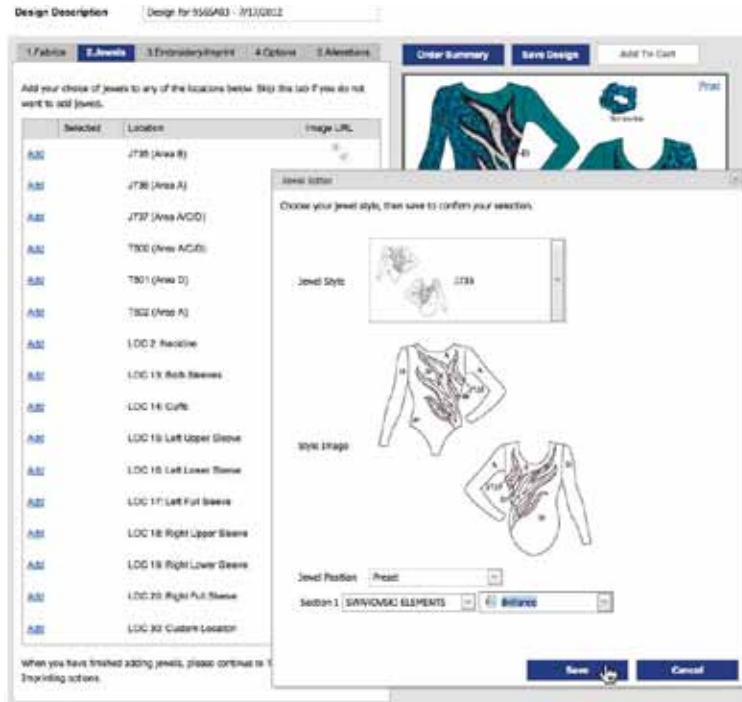 Design Description
Design for 9565A03 - 7/17/2012
1.Fabrics 2.Jewels 3.Embroidery/Imprint 4.Options 5.Alterations
Order Summary Save Design Add To Cart
Add your choice of jewels to any of the locations below. Skip this tab if you do not
want to add jewels.
Selected Location Image URL
Print
Add J735 (Area B)
Add J736 (Area A)
Add J737 (Area A/C/D)
Add T500 (Area A/C/D)
Add T501 (Area D)
Add T502 (Area A)
Add LOC 2: Neckline
Add LOC 13: Both Sleeves
Add LOC 14: Cuffs
Add LOC 15: Left Upper Sleeve
Add LOC 16: Left Lower Sleeve
Add LOC 17: Left Full Sleeve
Add LOC 18: Right Upper Sleeve
Add LOC 19: Right Lower Sleeve
Add LOC 20: Right Full Sleeve
Add LOC 30: Custom Location
When you have finished adding jewels, please continue to
Imprinting options.
Jewel Editor
Choose your jewel style, then save to confirm your selection.
Jewel Style
J735
Style Image
Jewel Position Preset
Section 1 SWAROVSKI ELEMENTS Brilliance
Save Cancel